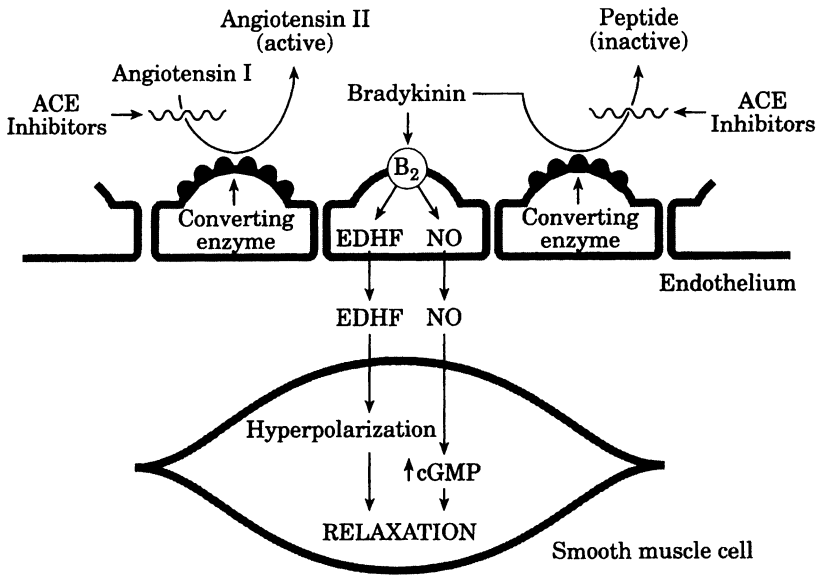 Angiotensin II
(active)
Peptide
(inactive)
Angiotensin I
ACE
Inhibitors
Bradykinin
ACE
Inhibitors
B2
Converting
enzyme
EDHF
NO
Converting
enzyme
Endothelium
EDHF
NO
Hyperpolarization
↑cGMP
RELAXATION
Smooth muscle cell